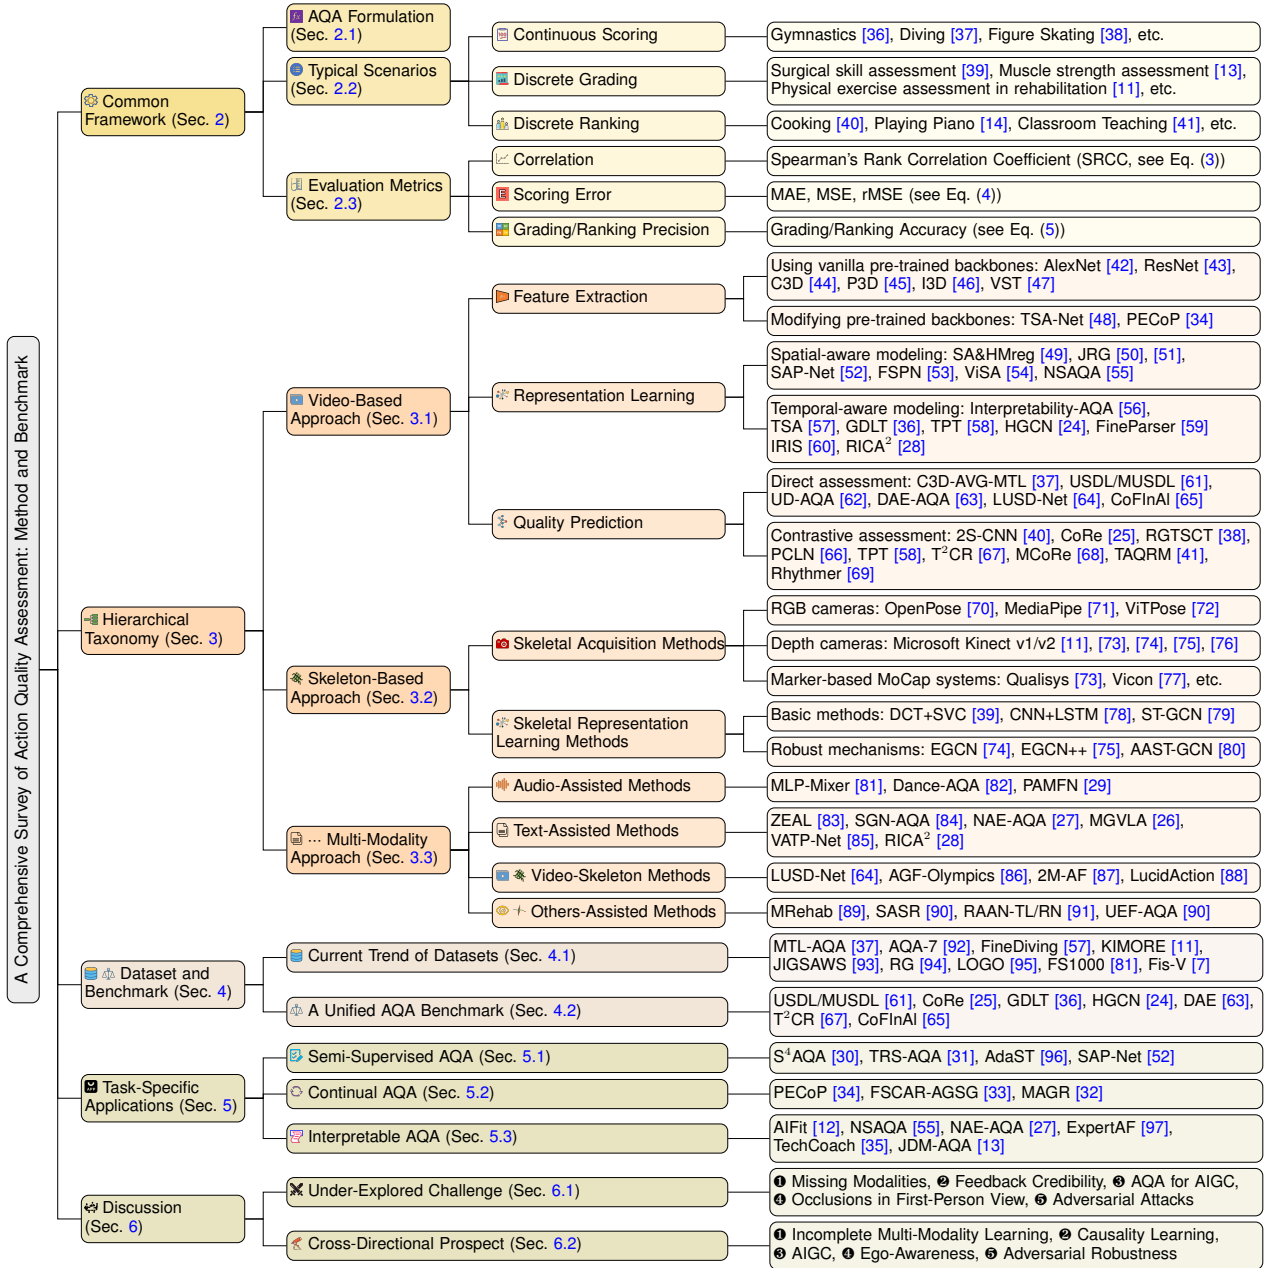 A Comprehensive Survey of Action Quality Assessment: Method and Benchmark
Common
Framework (Sec. 2)
AQA Formulation
(Sec. 2.1)
Typical Scenarios
(Sec. 2.2)
Continuous Scoring
Gymnastics [36], Diving [37], Figure Skating [38], etc.
Discrete Grading
Surgical skill assessment [39], Muscle strength assessment [13],
Physical exercise assessment in rehabilitation [11], etc.
Discrete Ranking
Cooking [40], Playing Piano [14], Classroom Teaching [41], etc.
Evaluation Metrics
(Sec. 2.3)
Correlation
Spearman's Rank Correlation Coefficient (SRCC, see Eq. (3))
Scoring Error
MAE, MSE, rMSE (see Eq. (4))
Grading/Ranking Precision
Grading/Ranking Accuracy (see Eq. (5))
Hierarchical
Taxonomy (Sec. 3)
Video-Based
Approach (Sec. 3.1)
Feature Extraction
Using vanilla pre-trained backbones: AlexNet [42], ResNet [43],
C3D [44], P3D [45], I3D [46], VST [47]
Modifying pre-trained backbones: TSA-Net [48], PECoP [34]
Representation Learning
Spatial-aware modeling: SA&HMreg [49], JRG [50], [51],
SAP-Net [52], FSPN [53], ViSA [54], NSAQA [55]
Temporal-aware modeling: Interpretability-AQA [56],
TSA [57], GDLT [36], TPT [58], HGCN [24], FineParser [59]
IRIS [60], RICA² [28]
Quality Prediction
Direct assessment: C3D-AVG-MTL [37], USDL/MUSDL [61],
UD-AQA [62], DAE-AQA [63], LUSD-Net [64], CoFInAl [65]
Contrastive assessment: 2S-CNN [40], CoRe [25], RGTSCT [38],
PCLN [66], TPT [58], T²CR [67], MCoRe [68], TAQRM [41],
Rhythmer [69]
Skeleton-Based
Approach (Sec. 3.2)
Skeletal Acquisition Methods
RGB cameras: OpenPose [70], MediaPipe [71], ViTPose [72]
Depth cameras: Microsoft Kinect v1/v2 [11], [73], [74], [75], [76]
Marker-based MoCap systems: Qualisys [73], Vicon [77], etc.
Skeletal Representation
Learning Methods
Basic methods: DCT+SVC [39], CNN+LSTM [78], ST-GCN [79]
Robust mechanisms: EGCN [74], EGCN++ [75], AAST-GCN [80]
··· Multi-Modality
Approach (Sec. 3.3)
Audio-Assisted Methods
MLP-Mixer [81], Dance-AQA [82], PAMFN [29]
Text-Assisted Methods
ZEAL [83], SGN-AQA [84], NAE-AQA [27], MGVLA [26],
VATP-Net [85], RICA² [28]
Video-Skeleton Methods
LUSD-Net [64], AGF-Olympics [86], 2M-AF [87], LucidAction [88]
Others-Assisted Methods
MRehab [89], SASR [90], RAAN-TL/RN [91], UEF-AQA [90]
Dataset and
Benchmark (Sec. 4)
Current Trend of Datasets (Sec. 4.1)
MTL-AQA [37], AQA-7 [92], FineDiving [57], KIMORE [11],
JIGSAWS [93], RG [94], LOGO [95], FS1000 [81], Fis-V [7]
A Unified AQA Benchmark (Sec. 4.2)
USDL/MUSDL [61], CoRe [25], GDLT [36], HGCN [24], DAE [63],
T²CR [67], CoFInAl [65]
Task-Specific
Applications (Sec. 5)
Semi-Supervised AQA (Sec. 5.1)
S⁴AQA [30], TRS-AQA [31], AdaST [96], SAP-Net [52]
Continual AQA (Sec. 5.2)
PECoP [34], FSCAR-AGSG [33], MAGR [32]
Interpretable AQA (Sec. 5.3)
AIFit [12], NSAQA [55], NAE-AQA [27], ExpertAF [97],
TechCoach [35], JDM-AQA [13]
Discussion
(Sec. 6)
Under-Explored Challenge (Sec. 6.1)
❶ Missing Modalities, ❷ Feedback Credibility, ❸ AQA for AIGC,
❹ Occlusions in First-Person View, ❺ Adversarial Attacks
Cross-Directional Prospect (Sec. 6.2)
❶ Incomplete Multi-Modality Learning, ❷ Causality Learning,
❸ AIGC, ❹ Ego-Awareness, ❺ Adversarial Robustness